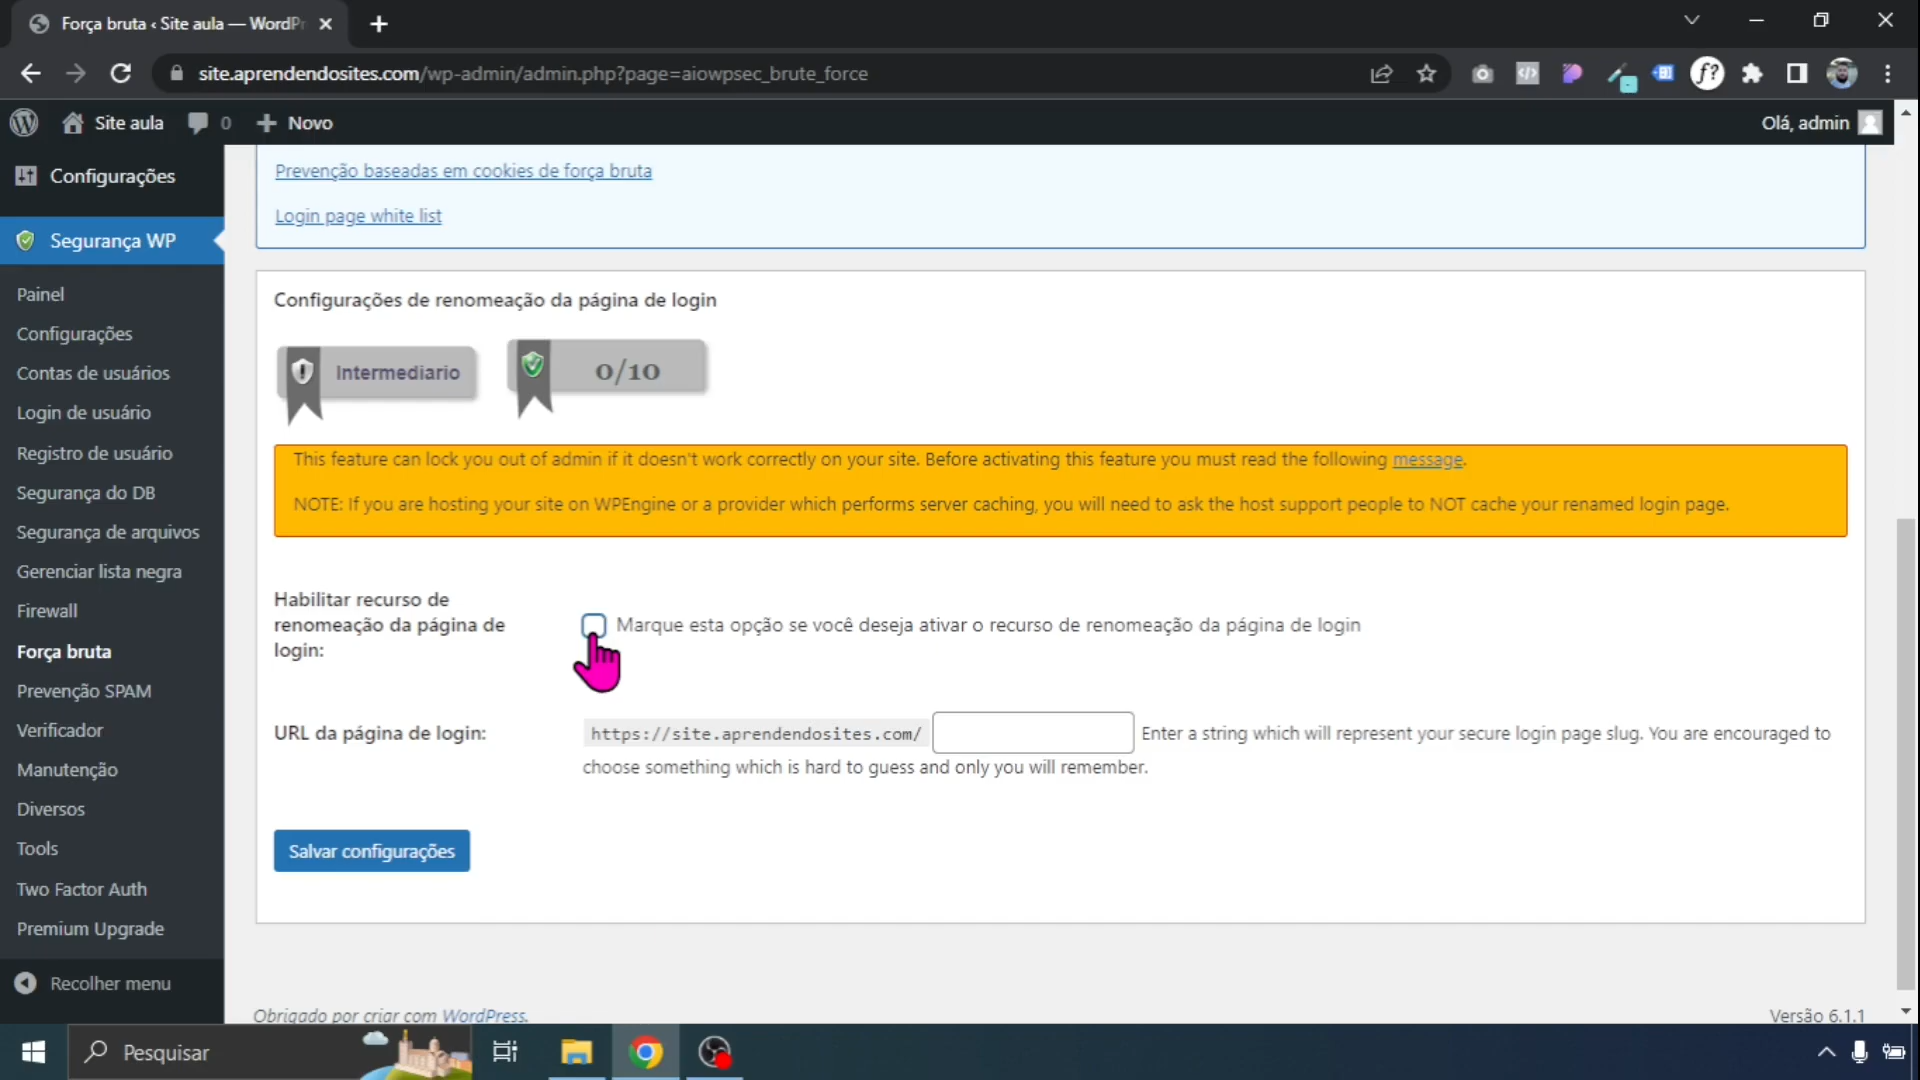 Força bruta ‹ Site aula — WordPr
site.aprendendosites.com/wp-admin/admin.php?page=aiowpsec_brute_force
Site aula 0 Novo Olá, admin
Configurações
Segurança WP
Painel
Configurações
Contas de usuários
Login de usuário
Registro de usuário
Segurança do DB
Segurança de arquivos
Gerenciar lista negra
Firewall
Força bruta
Prevenção SPAM
Verificador
Manutenção
Diversos
Tools
Two Factor Auth
Premium Upgrade
Recolher menu
Prevenção baseadas em cookies de força bruta
Login page white list
Configurações de renomeação da página de login
Intermediario 0/10
This feature can lock you out of admin if it doesn't work correctly on your site. Before activating this feature you must read the following message.
NOTE: If you are hosting your site on WPEngine or a provider which performs server caching, you will need to ask the host support people to NOT cache your renamed login page.
Habilitar recurso de
renomeação da página de
login:
Marque esta opção se você deseja ativar o recurso de renomeação da página de login
URL da página de login:
https://site.aprendendosites.com/ Enter a string which will represent your secure login page slug. You are encouraged to
choose something which is hard to guess and only you will remember.
Salvar configurações
Obrigado por criar com WordPress.
Versão 6.1.1
Pesquisar